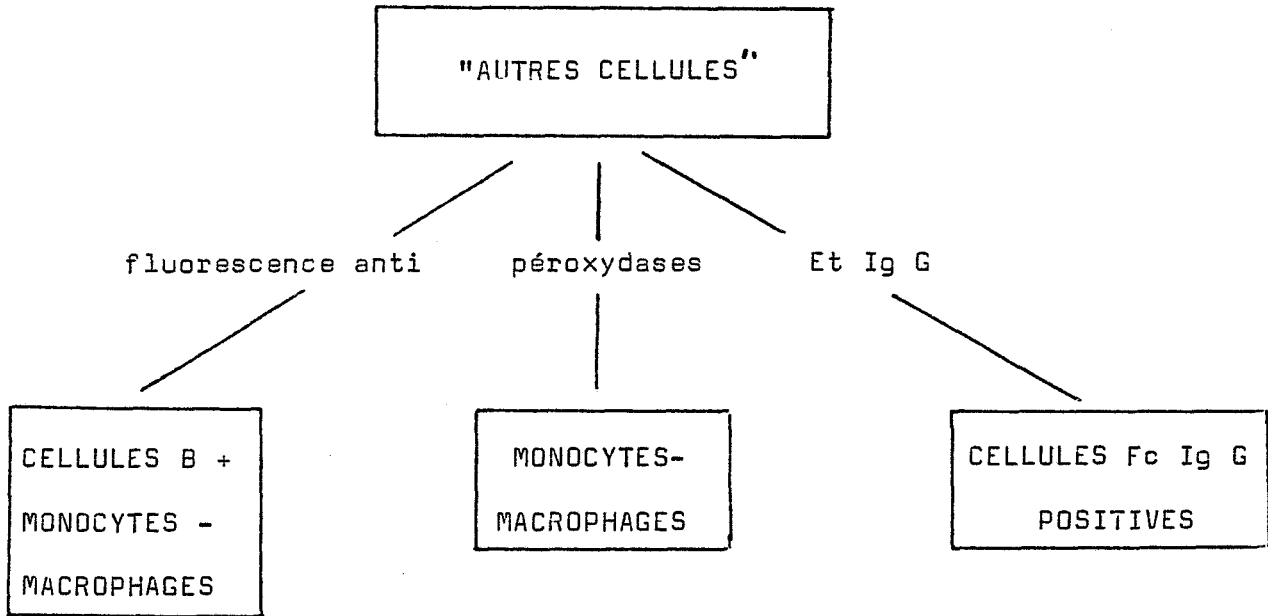 "AUTRES CELLULES"
fluorescence anti
péroxydases
Et Ig G
CELLULES B +
MONOCYTES -
MACROPHAGES
MONOCYTES-
MACROPHAGES
CELLULES Fc Ig G
POSITIVES